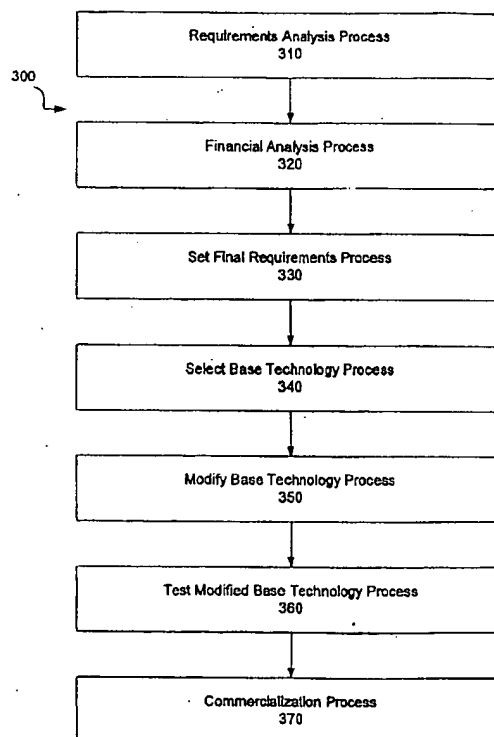 Requirements Analysis Process
310
300
Financial Analysis Process
320
Set Final Requirements Process
330
Select Base Technology Process
340
Modify Base Technology Process
350
Test Modified Base Technology Process
360
Commercialization Process
370